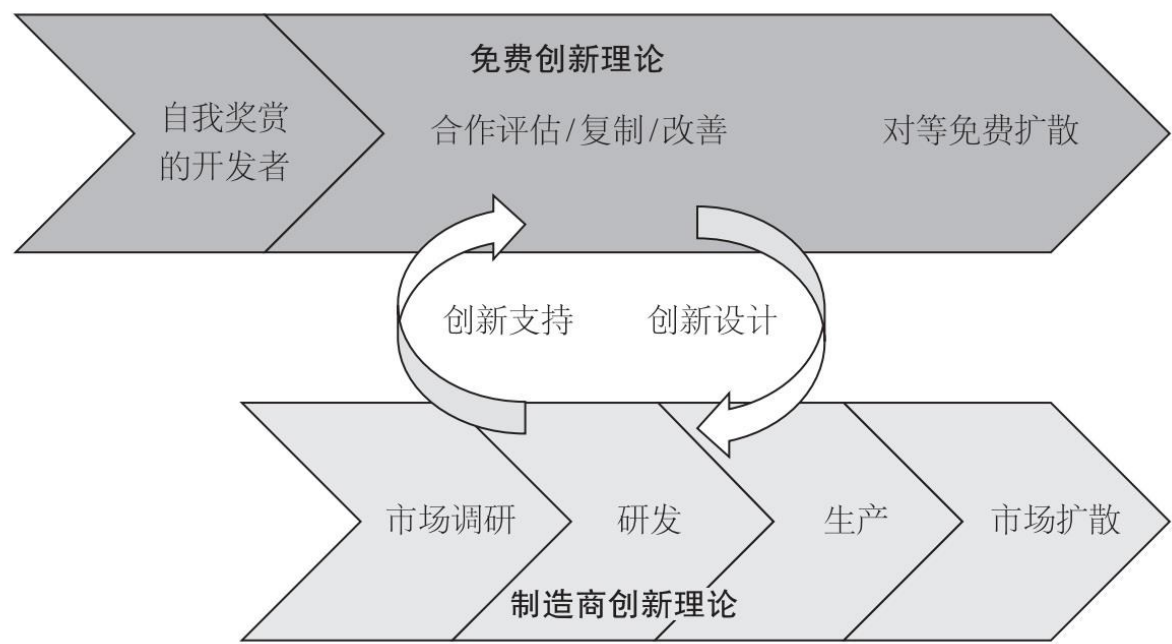 免费创新理论
自我奖赏
的开发者
合作评估/复制/改善
对等免费扩散
创新支持
创新设计
市场调研
研发
生产
市场扩散
制造商创新理论